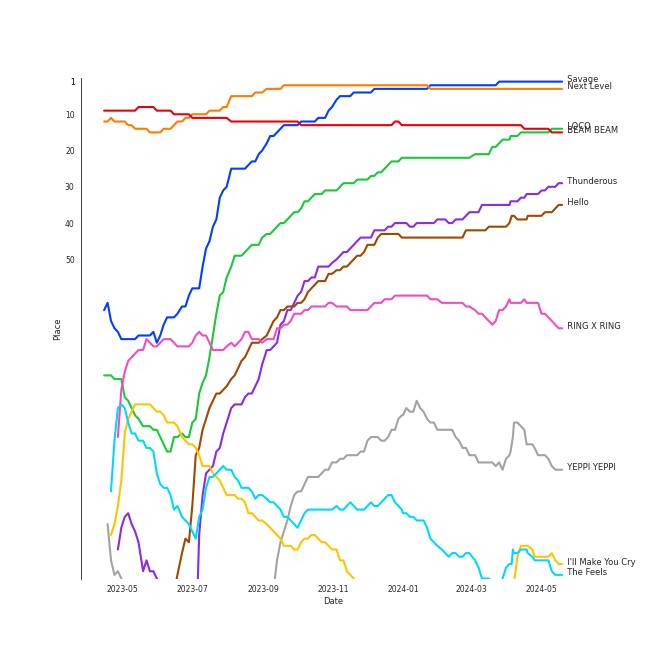 1
10
20
30
40
50
Place
Savage
Next Level
LOCO
BEAM BEAM
Thunderous
Hello
RING X RING
YEPPI YEPPI
I'll Make You Cry
The Feels
2023-05 2023-07 2023-09 2023-11 2024-01 2024-03 2024-05
Date